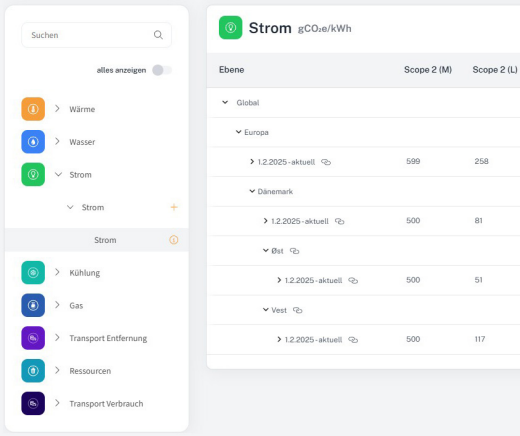 Suchen
alles anzeigen
Wärme
Wasser
Strom
Strom
Strom
Kühlung
Gas
Transport Entfernung
Ressourcen
Transport Verbrauch
Strom gCO₂e/kWh
Ebene Scope 2 (M) Scope 2 (L)
Global
Europa
1.2.2025 - aktuell 599 258
Dänemark
1.2.2025 - aktuell 500 81
Øst
1.2.2025 - aktuell 500 51
Vest
1.2.2025 - aktuell 500 117